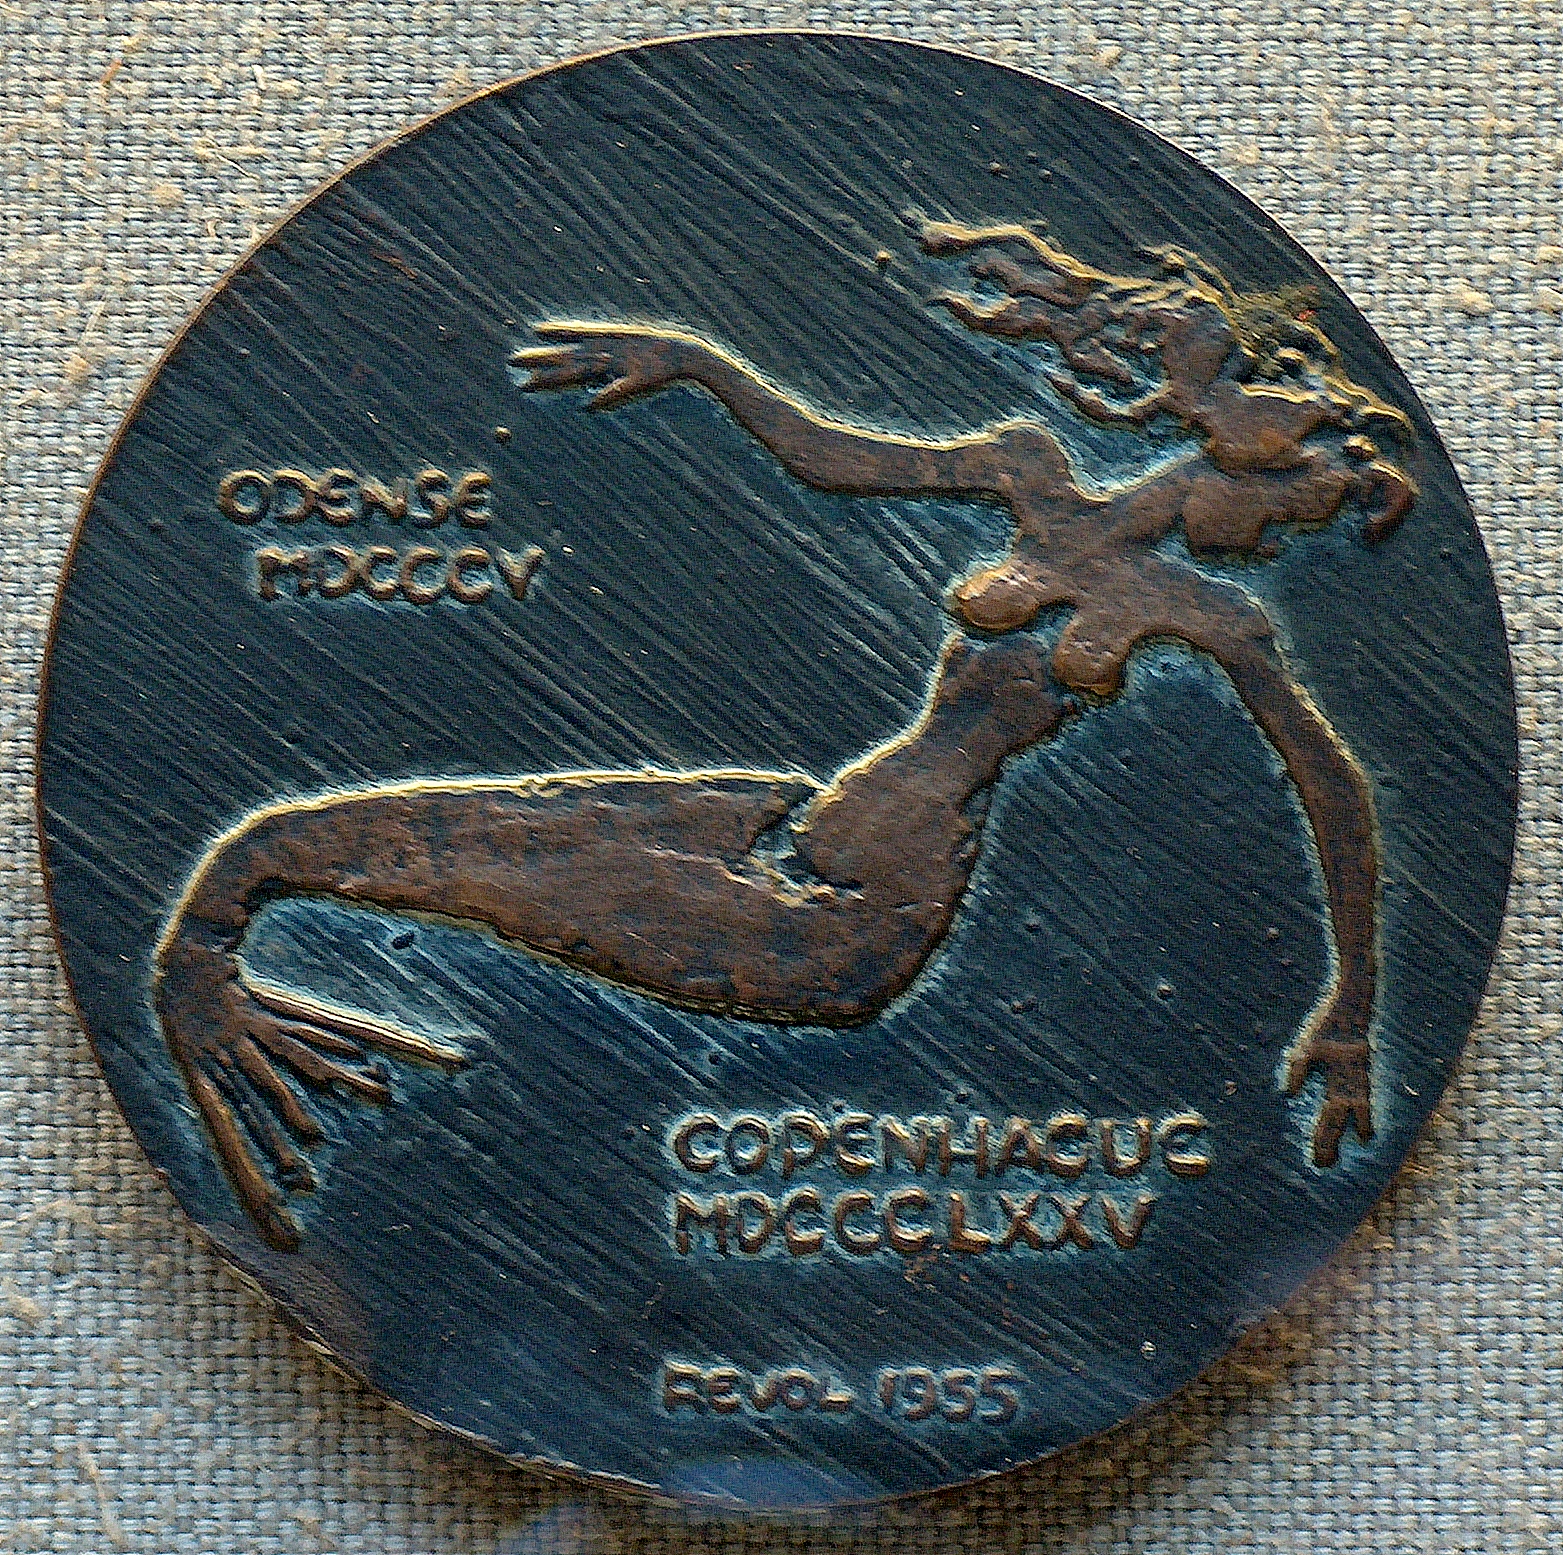 ODENSE
MDCCCV
COPENHAGUE
MDCCCLXXV
REVOL 1955